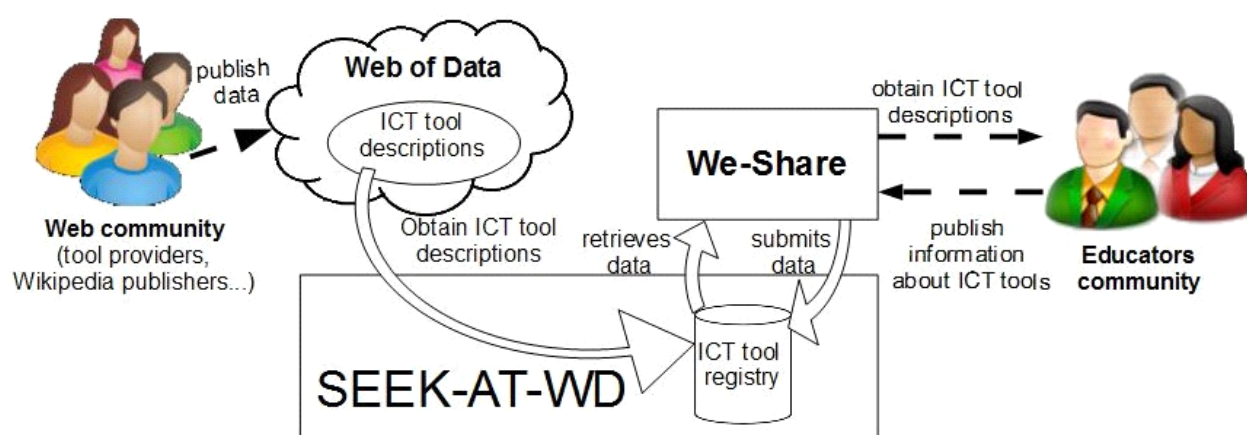 publish
data
Web of Data
ICT tool
descriptions
Web community
(tool providers,
Wikipedia publishers...)
Obtain ICT tool
descriptions
We-Share
obtain ICT tool
descriptions
publish
information
about ICT tools
Educators
community
retrieves
data
submits
data
SEEK-AT-WD
ICT tool
registry